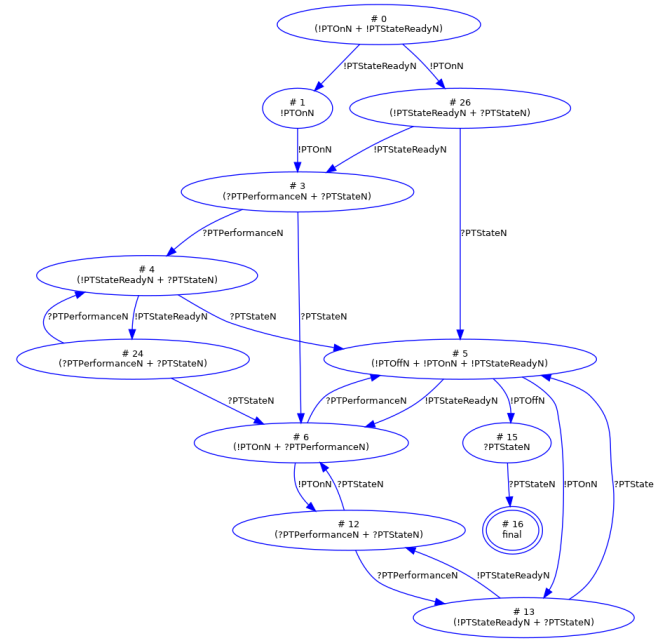 # 0
(!PTOnN + !PTStateReadyN)
!PTStateReadyN
!PTOnN
# 1
!PTOnN
# 26
(!PTStateReadyN + ?PTStateN)
!PTOnN
!PTStateReadyN
# 3
(?PTPerformanceN + ?PTStateN)
?PTPerformanceN
?PTStateN
# 4
(!PTStateReadyN + ?PTStateN)
?PTPerformanceN
!PTStateReadyN
?PTStateN
?PTStateN
# 24
(?PTPerformanceN + ?PTStateN)
# 5
(!PTOffN + !PTOnN + !PTStateReadyN)
?PTStateN
?PTPerformanceN
!PTStateReadyN
!PTOffN
# 6
(!PTOnN + ?PTPerformanceN)
# 15
?PTStateN
!PTOnN
?PTStateN
?PTStateN
!PTOnN
?PTState
# 12
(?PTPerformanceN + ?PTStateN)
# 16
final
?PTPerformanceN
!PTStateReadyN
# 13
(!PTStateReadyN + ?PTStateN)